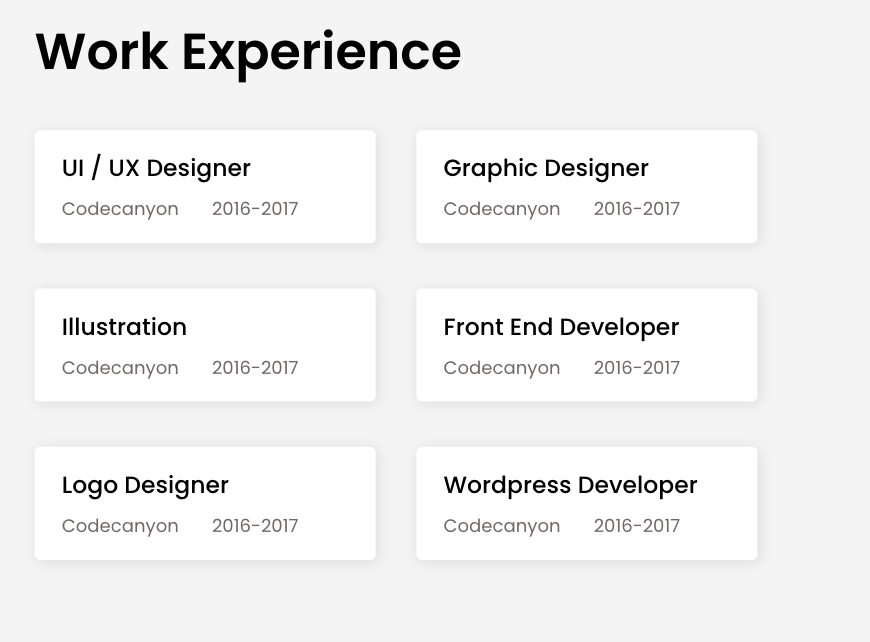 Work Experience
UI / UX Designer
Codecanyon 2016-2017
Graphic Designer
Codecanyon 2016-2017
Illustration
Codecanyon 2016-2017
Front End Developer
Codecanyon 2016-2017
Logo Designer
Codecanyon 2016-2017
Wordpress Developer
Codecanyon 2016-2017